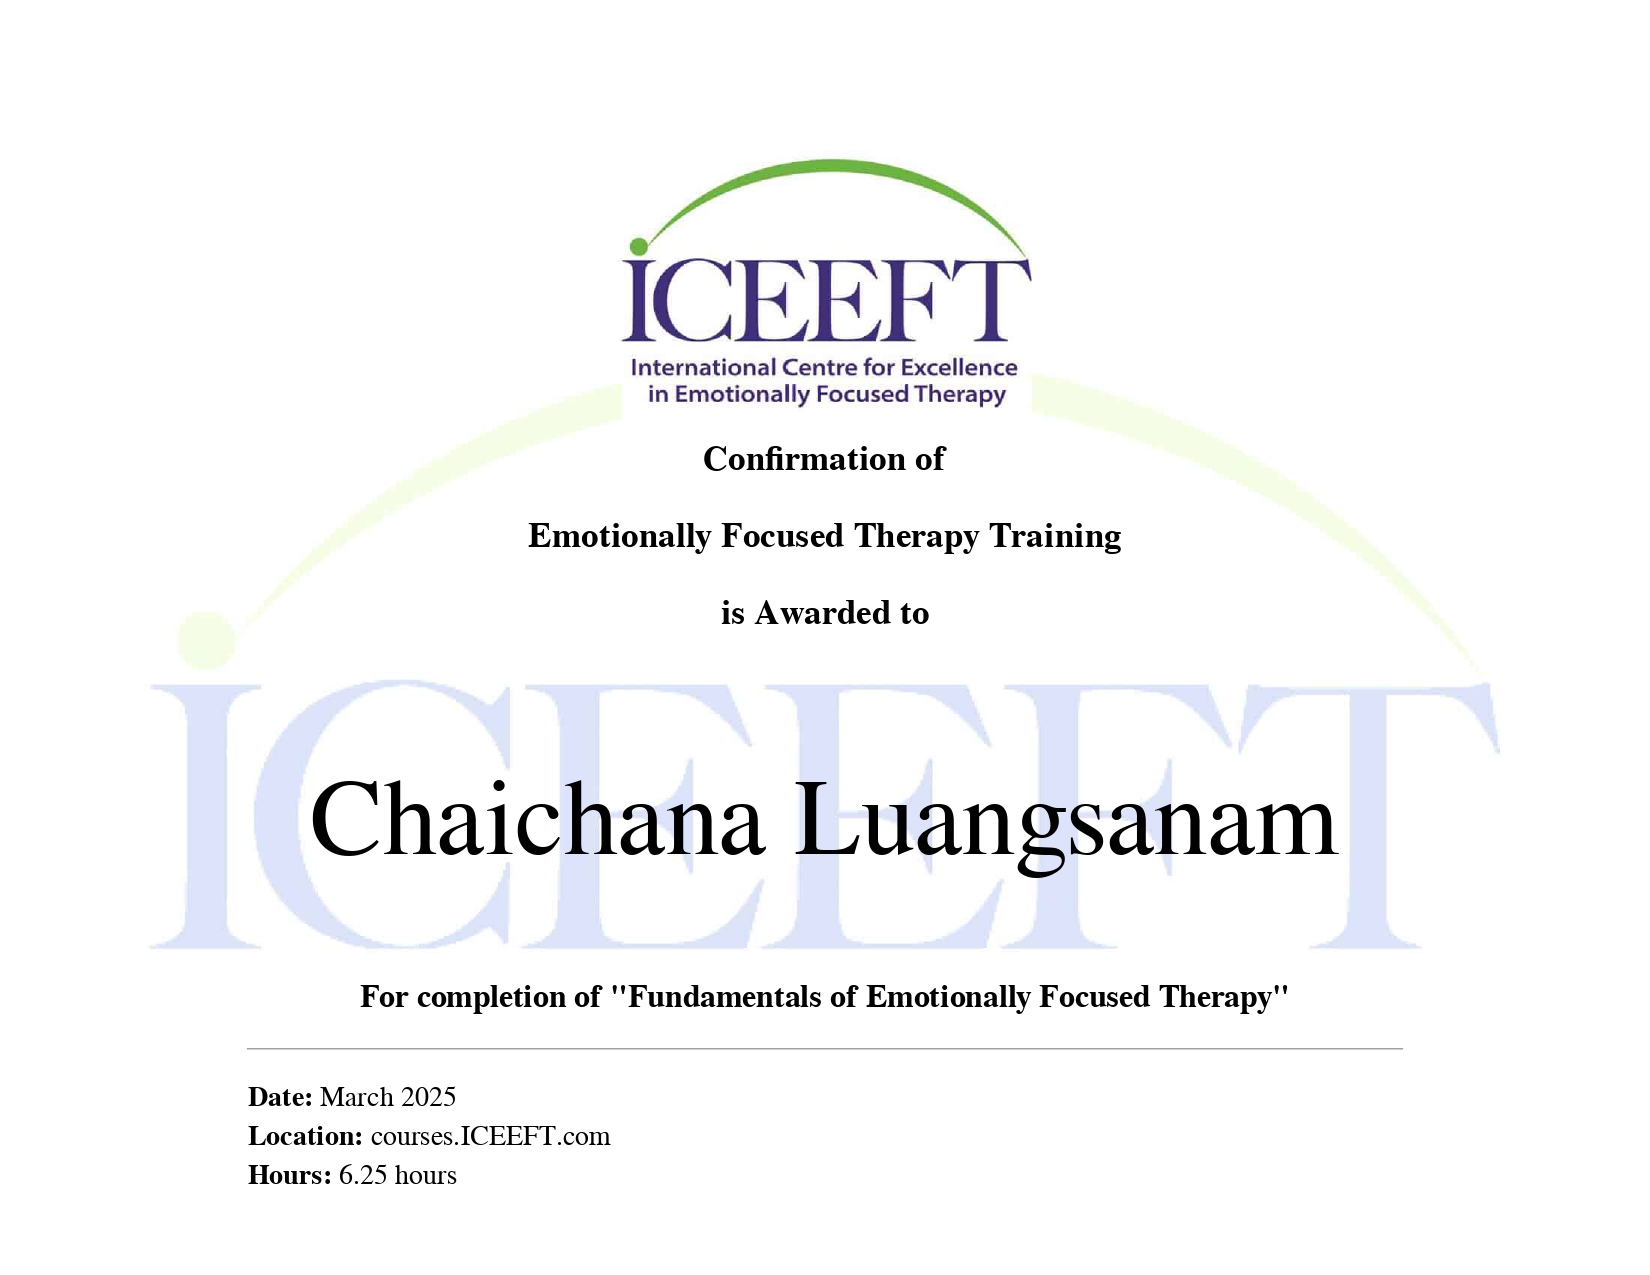 iCEEFT
International Centre for Excellence
in Emotionally Focused Therapy
Confirmation of
Emotionally Focused Therapy Training
is Awarded to
iCEEFT
Chaichana Luangsanam
For completion of "Fundamentals of Emotionally Focused Therapy"
Date: March 2025
Location: courses.ICEEFT.com
Hours: 6.25 hours